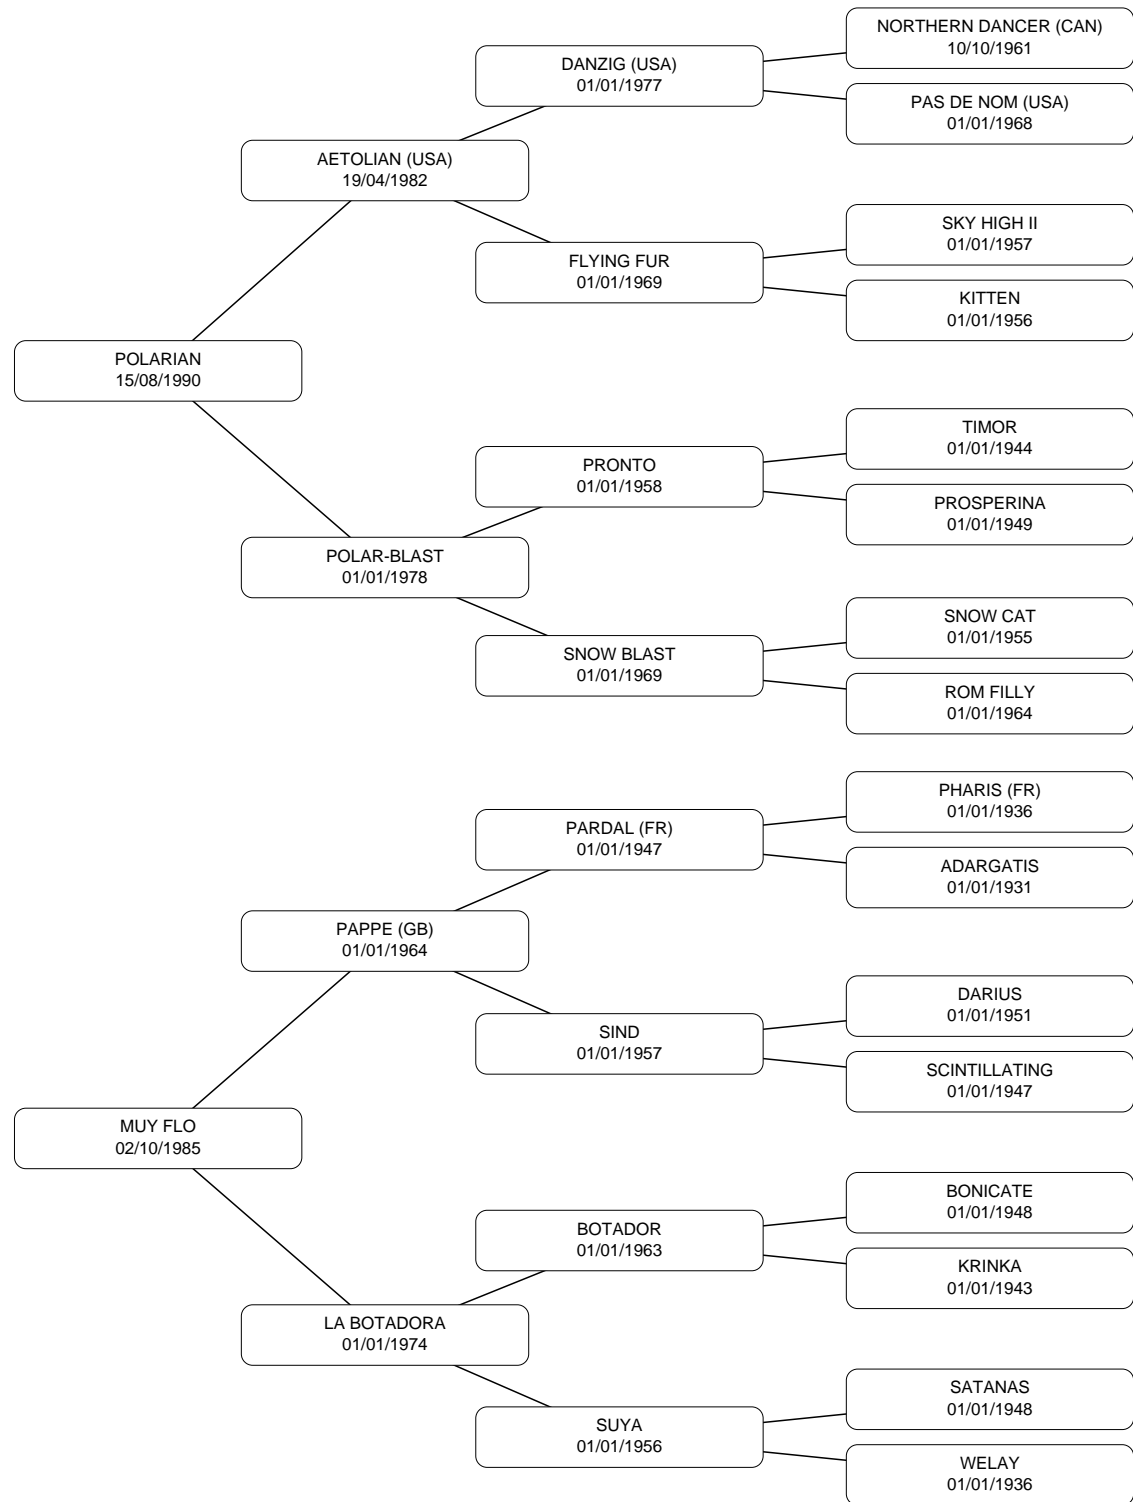 NORTHERN DANCER (CAN)
10/10/1961
DANZIG (USA)
01/01/1977
PAS DE NOM (USA)
01/01/1968
AETOLIAN (USA)
19/04/1982
SKY HIGH II
01/01/1957
FLYING FUR
01/01/1969
KITTEN
01/01/1956
POLARIAN
15/08/1990
TIMOR
01/01/1944
PRONTO
01/01/1958
PROSPERINA
01/01/1949
POLAR-BLAST
01/01/1978
SNOW CAT
01/01/1955
SNOW BLAST
01/01/1969
ROM FILLY
01/01/1964
PHARIS (FR)
01/01/1936
PARDAL (FR)
01/01/1947
ADARGATIS
01/01/1931
PAPPE (GB)
01/01/1964
DARIUS
01/01/1951
SIND
01/01/1957
SCINTILLATING
01/01/1947
MUY FLO
02/10/1985
BONICATE
01/01/1948
BOTADOR
01/01/1963
KRINKA
01/01/1943
LA BOTADORA
01/01/1974
SATANAS
01/01/1948
SUYA
01/01/1956
WELAY
01/01/1936